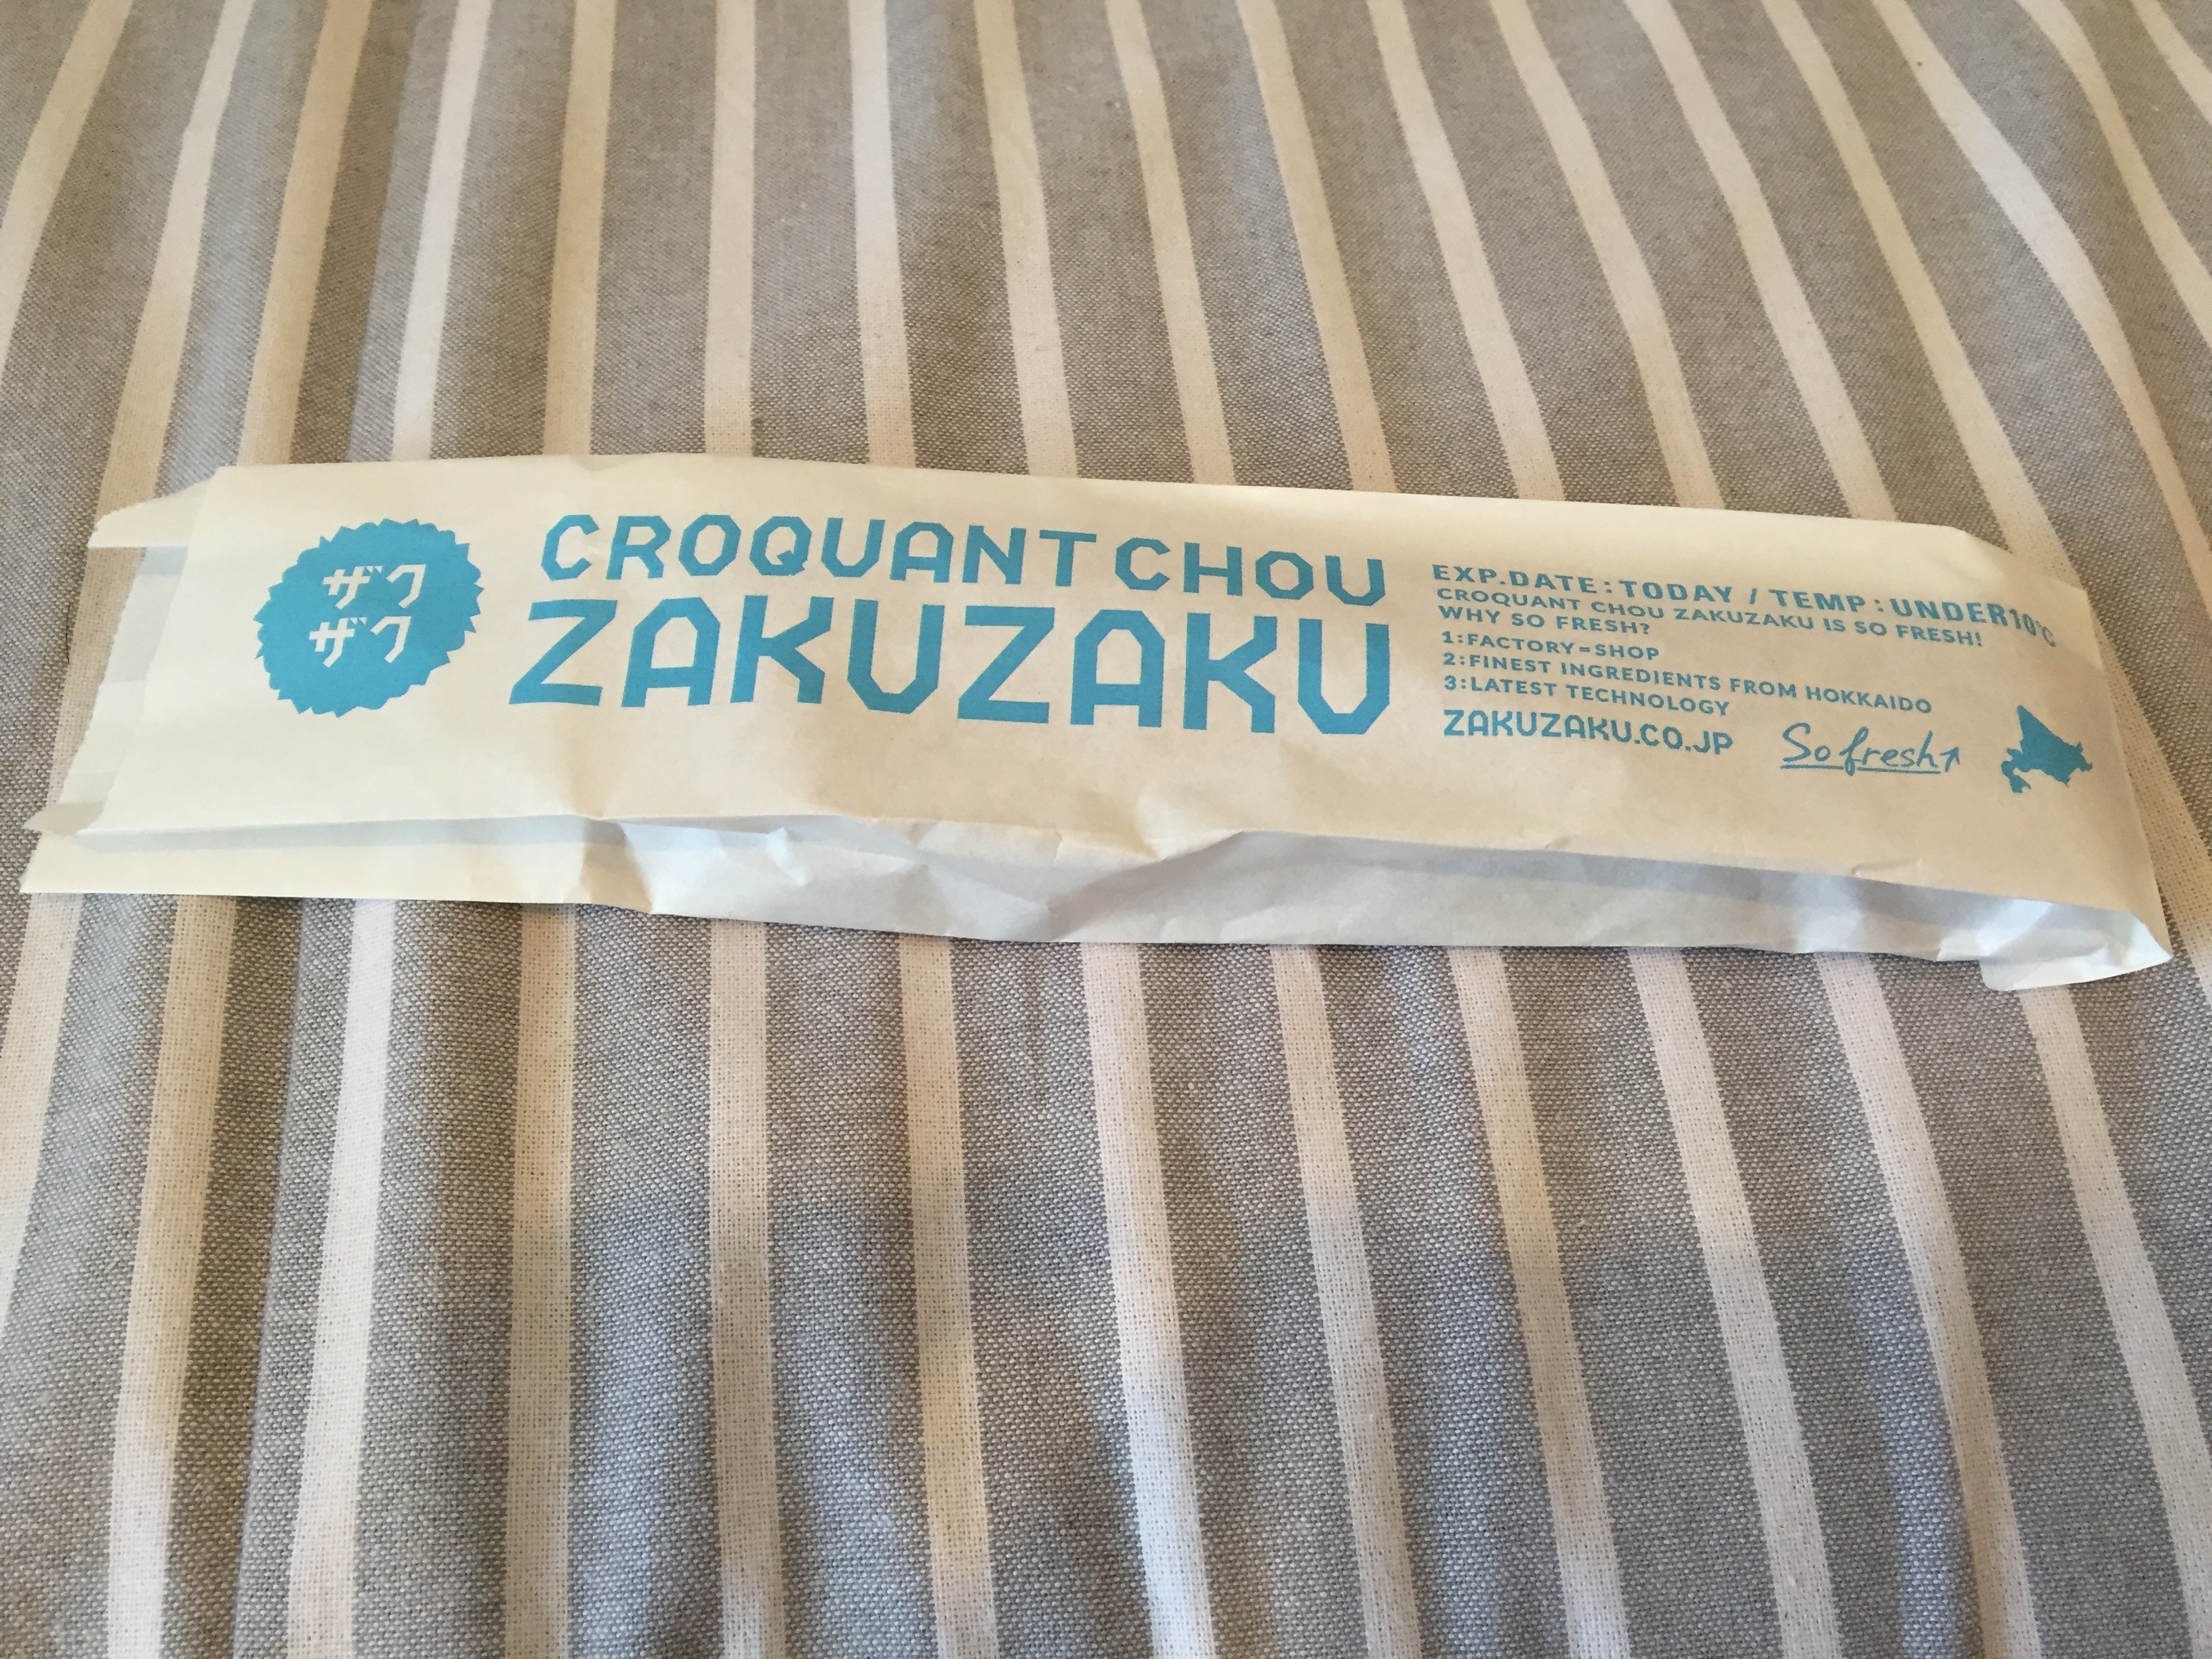 ザク
ザク
CROQUANT CHOU
ZAKUZAKU
EXP.DATE:TODAY / TEMP:UNDER10°C
CROQUANT CHOU ZAKUZAKU IS SO FRESH!
WHY SO FRESH?
1:FACTORY=SHOP
2:FINEST INGREDIENTS FROM HOKKAIDO
3:LATEST TECHNOLOGY
ZAKUZAKU.CO.JP
So fresh↗